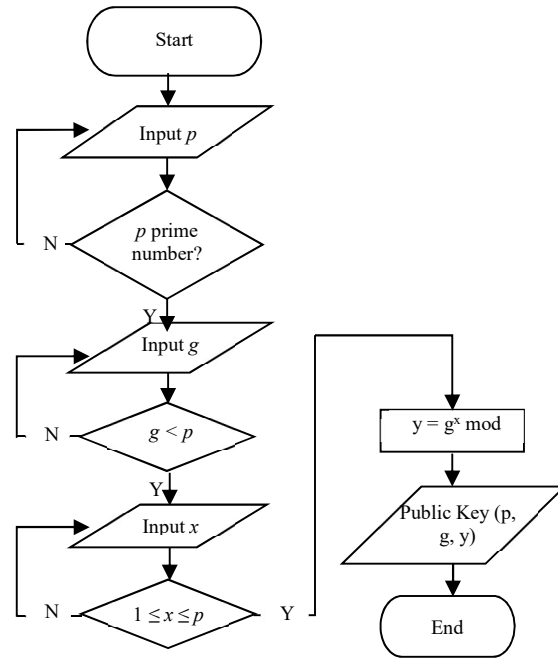 Start
Input p
N
p prime
number?
Y
Input g
N
g < p
Y
Input x
N
1 ≤ x ≤ p
Y
y = gˣ mod
Public Key (p,
g, y)
End